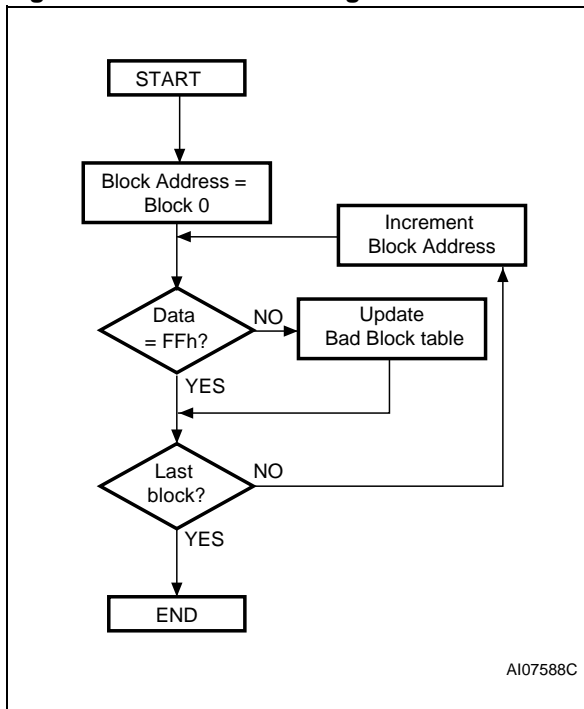 START
Block Address =
Block 0
Increment
Block Address
Data
= FFh?
NO
Update
Bad Block table
YES
Last
block?
NO
YES
END
AI07588C